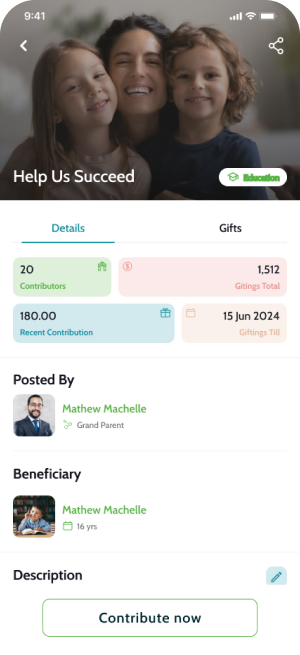 9:41
Help Us Succeed
Education
Details Gifts
20 1,512
Contributors Gitings Total
180.00 15 Jun 2024
Recent Contribution Giftings Till
Posted By
Mathew Machelle
Grand Parent
Beneficiary
Mathew Machelle
16 yrs
Description
Contribute now